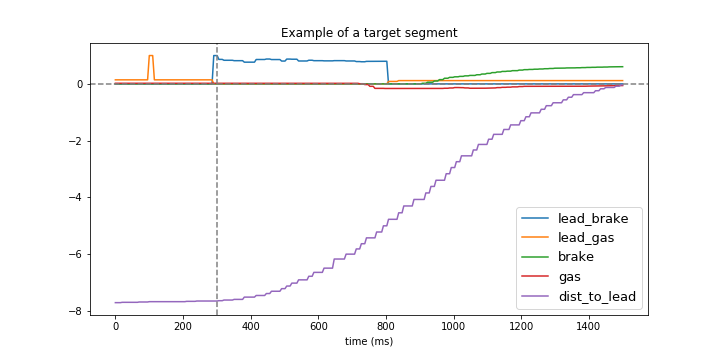 Example of a target segment
0
−2
−4
−6
−8
lead_brake
lead_gas
brake
gas
dist_to_lead
0 200 400 600 800 1000 1200 1400
time (ms)